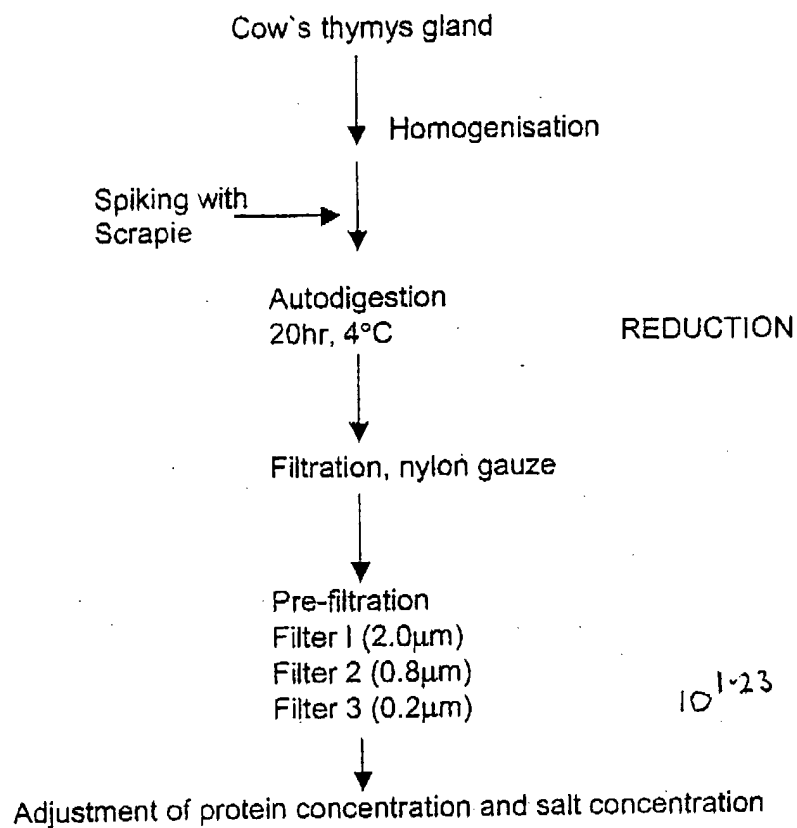 Cow`s thymys gland
Homogenisation
Spiking with
Scrapie
Autodigestion
20hr, 4°C
REDUCTION
Filtration, nylon gauze
Pre-filtration
Filter I (2.0µm)
Filter 2 (0.8µm)
Filter 3 (0.2µm)
10^1.23
Adjustment of protein concentration and salt concentration